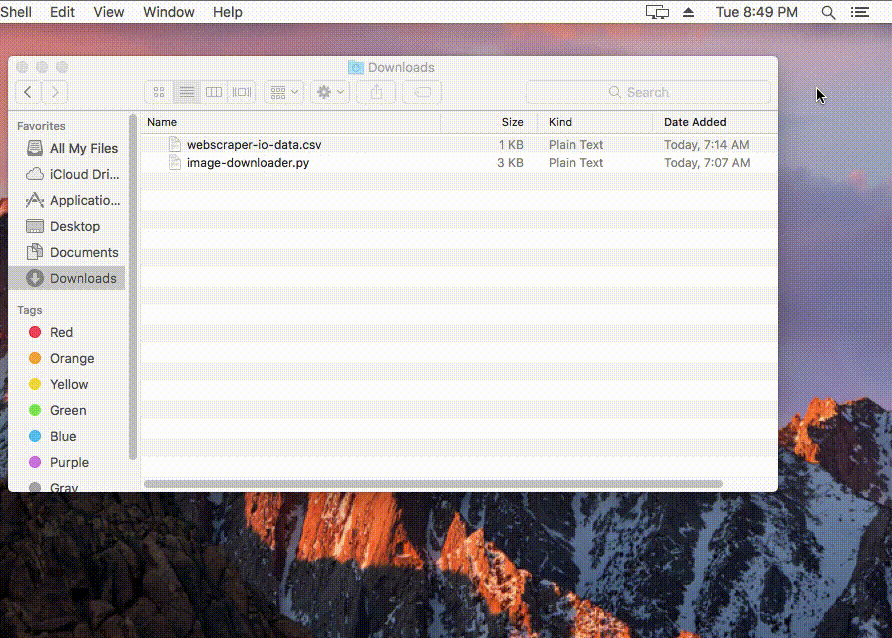 Shell Edit View Window Help Tue 8:49 PM
Downloads
Search
Favorites
All My Files
iCloud Dri...
Applicatio...
Desktop
Documents
Downloads
Tags
Red
Orange
Yellow
Green
Blue
Purple
Gray
Name Size Kind Date Added
webscraper-io-data.csv 1 KB Plain Text Today, 7:14 AM
image-downloader.py 3 KB Plain Text Today, 7:07 AM